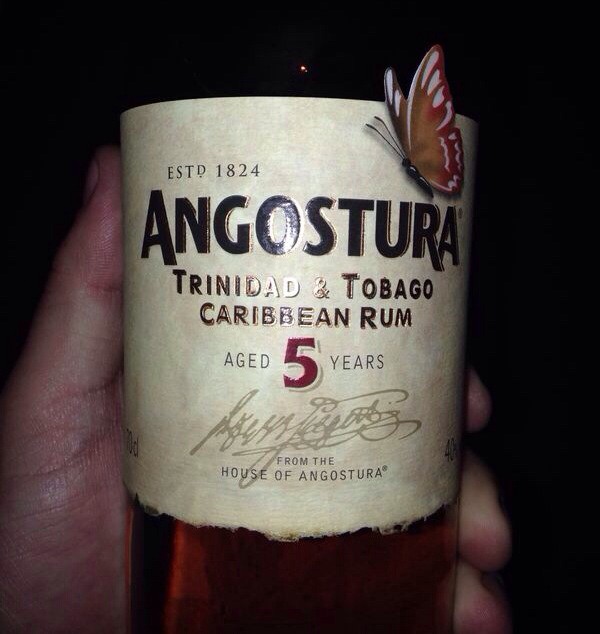 ESTD 1824
ANGOSTURA®
TRINIDAD & TOBAGO
CARIBBEAN RUM
AGED 5 YEARS
FROM THE
HOUSE OF ANGOSTURA®